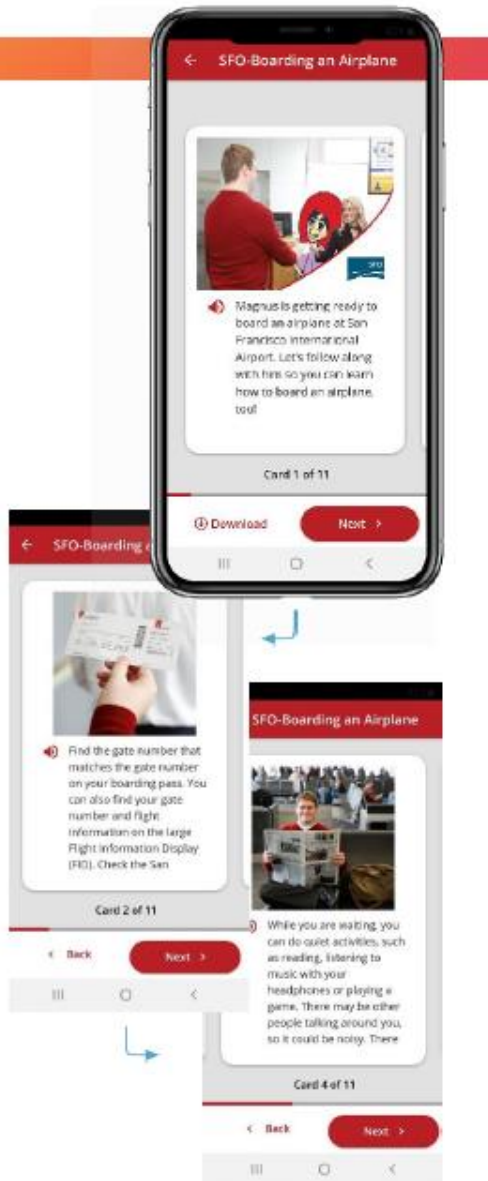 SFO-Boarding an Airplane
SFO
Magnus is getting ready to
board an airplane at San
Francisco International
Airport. Let's follow along
with him so you can learn
how to board an airplane,
too!
Card 1 of 11
Download
Next >
SFO-Boarding
Find the gate number that
matches the gate number
on your boarding pass. You
can also find your gate
number and flight
information on the large
Flight Information Display
(FID). Check the San
Card 2 of 11
< Back
Next >
SFO-Boarding an Airplane
While you are waiting, you
can do quiet activities, such
as reading, listening to
music with your
headphones or playing a
game. There may be other
people talking around you,
so it could be noisy. There
Card 4 of 11
< Back
Next >